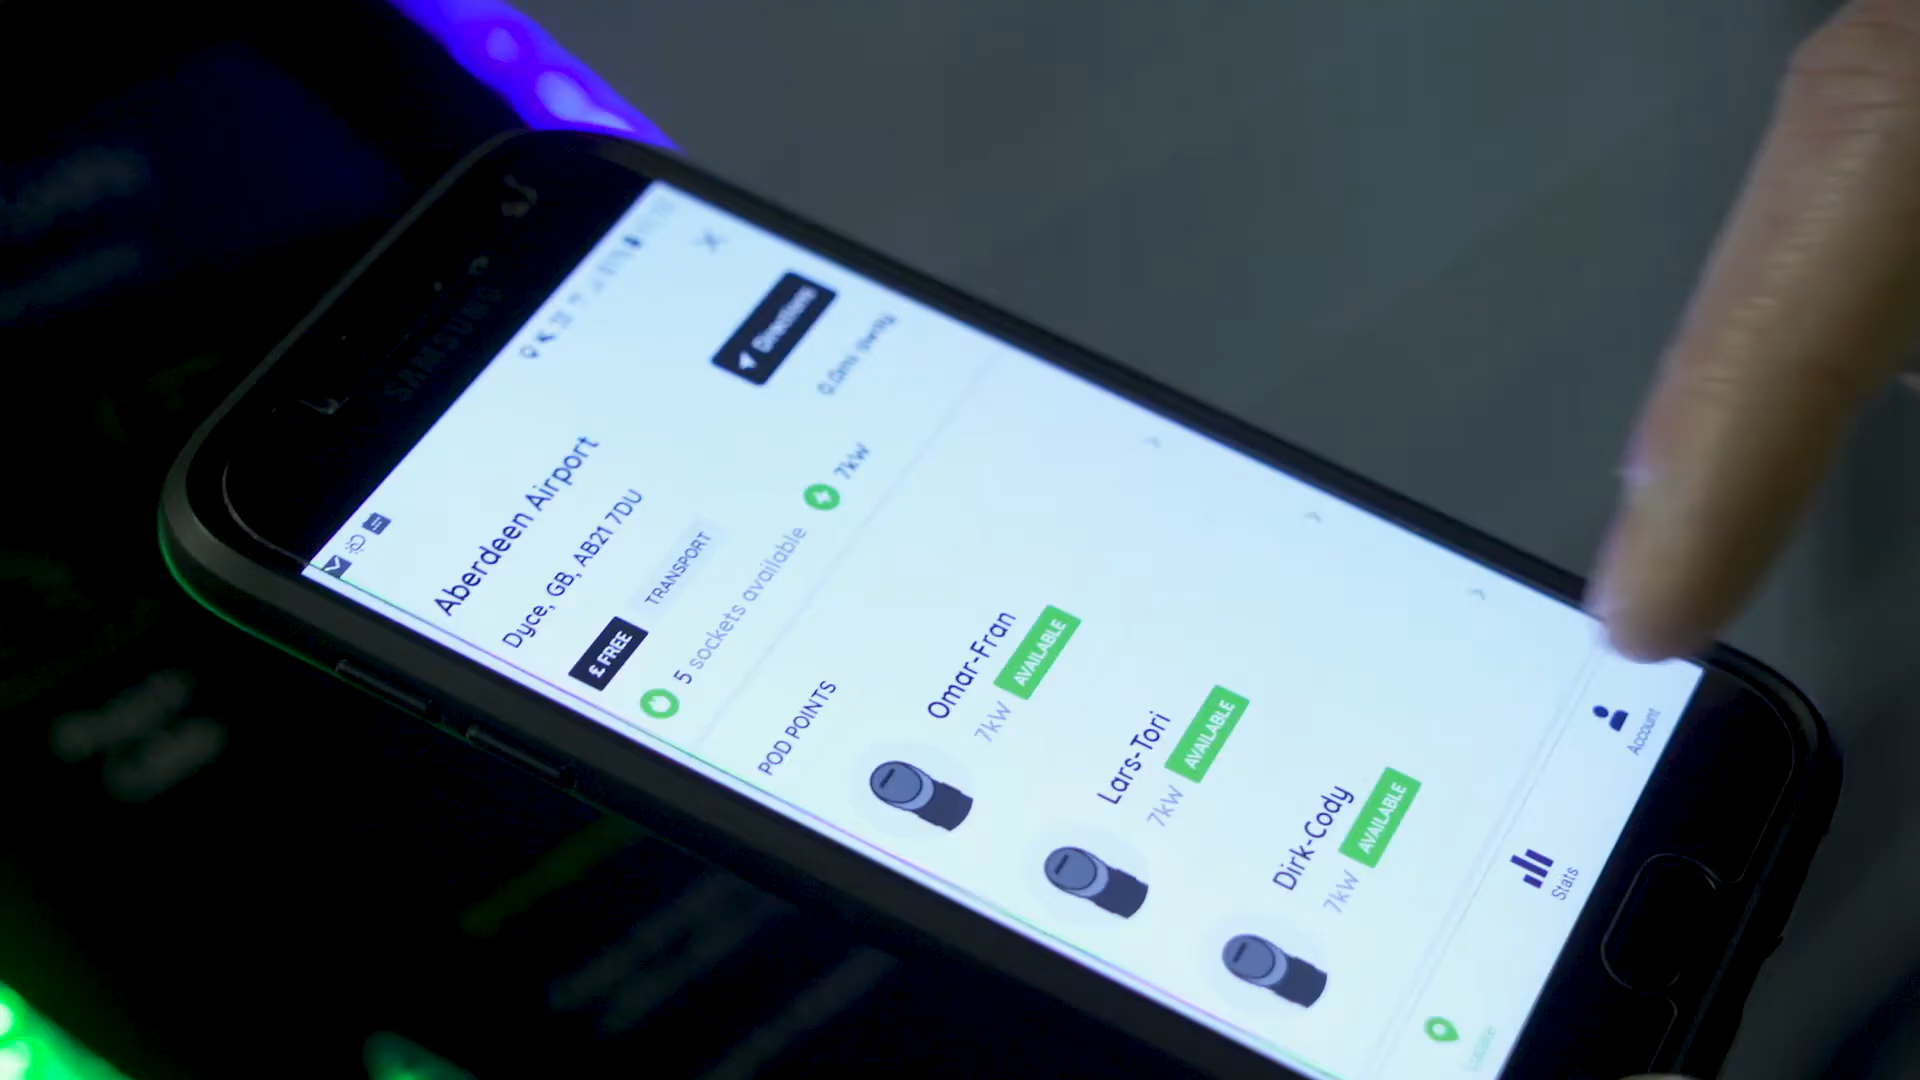 SAMSUNG
Directions
Aberdeen Airport
Dyce, GB, AB21 7DU
£ FREE
TRANSPORT
5 sockets available
7kW
POD POINTS
Omar-Fran
7kW
AVAILABLE
Lars-Tori
7kW
AVAILABLE
Dirk-Cody
7kW
AVAILABLE
Stats
Account